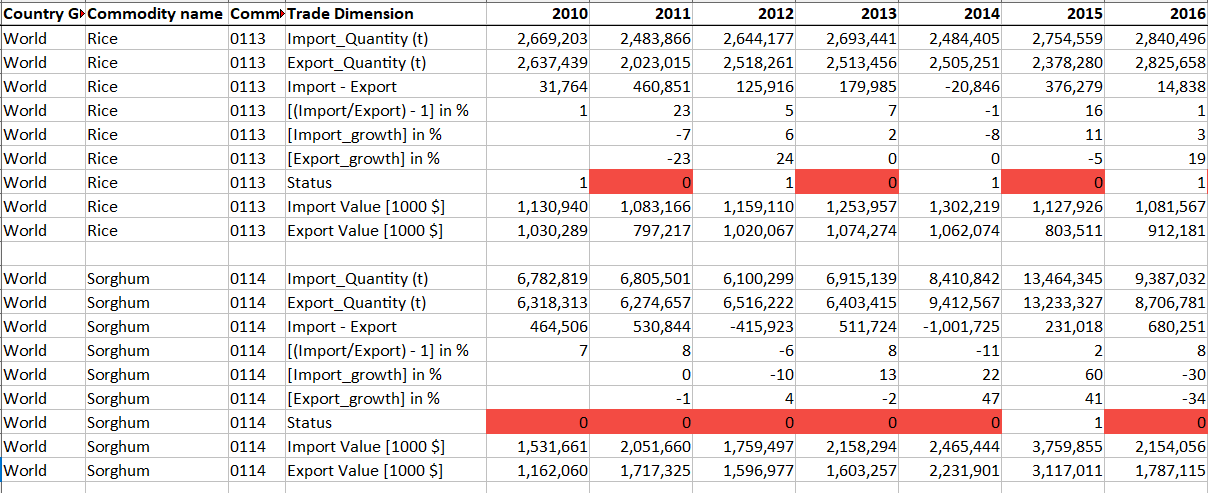 Country G Commodity name Comm Trade Dimension 2010 2011 2012 2013 2014 2015 2016
World Rice 0113 Import_Quantity (t) 2,669,203 2,483,866 2,644,177 2,693,441 2,484,405 2,754,559 2,840,496
World Rice 0113 Export_Quantity (t) 2,637,439 2,023,015 2,518,261 2,513,456 2,505,251 2,378,280 2,825,658
World Rice 0113 Import - Export 31,764 460,851 125,916 179,985 -20,846 376,279 14,838
World Rice 0113 [(Import/Export) - 1] in % 1 23 5 7 -1 16 1
World Rice 0113 [Import_growth] in % -7 6 2 -8 11 3
World Rice 0113 [Export_growth] in % -23 24 0 0 -5 19
World Rice 0113 Status 1 0 1 0 1 0 1
World Rice 0113 Import Value [1000 $] 1,130,940 1,083,166 1,159,110 1,253,957 1,302,219 1,127,926 1,081,567
World Rice 0113 Export Value [1000 $] 1,030,289 797,217 1,020,067 1,074,274 1,062,074 803,511 912,181
World Sorghum 0114 Import_Quantity (t) 6,782,819 6,805,501 6,100,299 6,915,139 8,410,842 13,464,345 9,387,032
World Sorghum 0114 Export_Quantity (t) 6,318,313 6,274,657 6,516,222 6,403,415 9,412,567 13,233,327 8,706,781
World Sorghum 0114 Import - Export 464,506 530,844 -415,923 511,724 -1,001,725 231,018 680,251
World Sorghum 0114 [(Import/Export) - 1] in % 7 8 -6 8 -11 2 8
World Sorghum 0114 [Import_growth] in % 0 -10 13 22 60 -30
World Sorghum 0114 [Export_growth] in % -1 4 -2 47 41 -34
World Sorghum 0114 Status 0 0 0 0 0 1 0
World Sorghum 0114 Import Value [1000 $] 1,531,661 2,051,660 1,759,497 2,158,294 2,465,444 3,759,855 2,154,056
World Sorghum 0114 Export Value [1000 $] 1,162,060 1,717,325 1,596,977 1,603,257 2,231,901 3,117,011 1,787,115